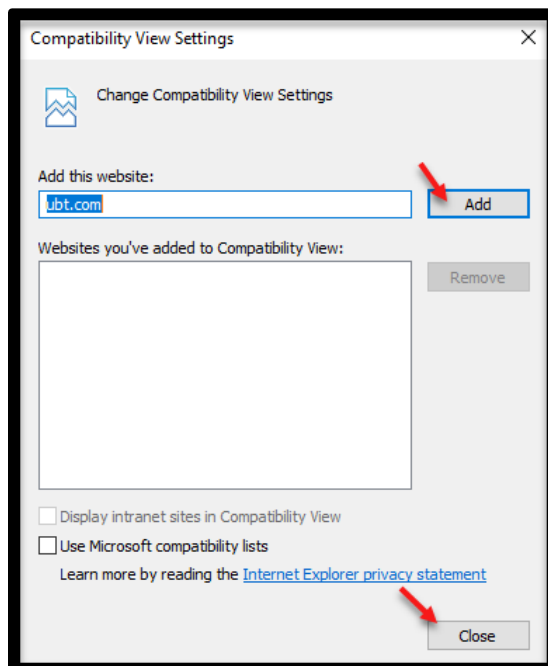 Compatibility View Settings
Change Compatibility View Settings
Add this website:
ubt.com
Add
Websites you've added to Compatibility View:
Remove
Display intranet sites in Compatibility View
Use Microsoft compatibility lists
Learn more by reading the Internet Explorer privacy statement
Close